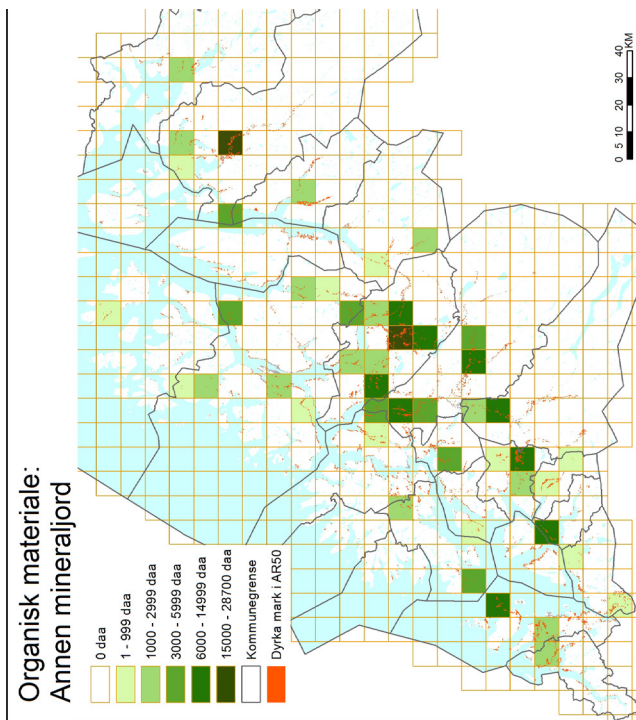 Organisk materiale:
Annen mineraljord
0 daa
1 - 999 daa
1000 - 2999 daa
3000 - 5999 daa
6000 - 14999 daa
15000 - 28700 daa
Kommunegrense
Dyrka mark i AR50
0 5 10 20 30 40
KM